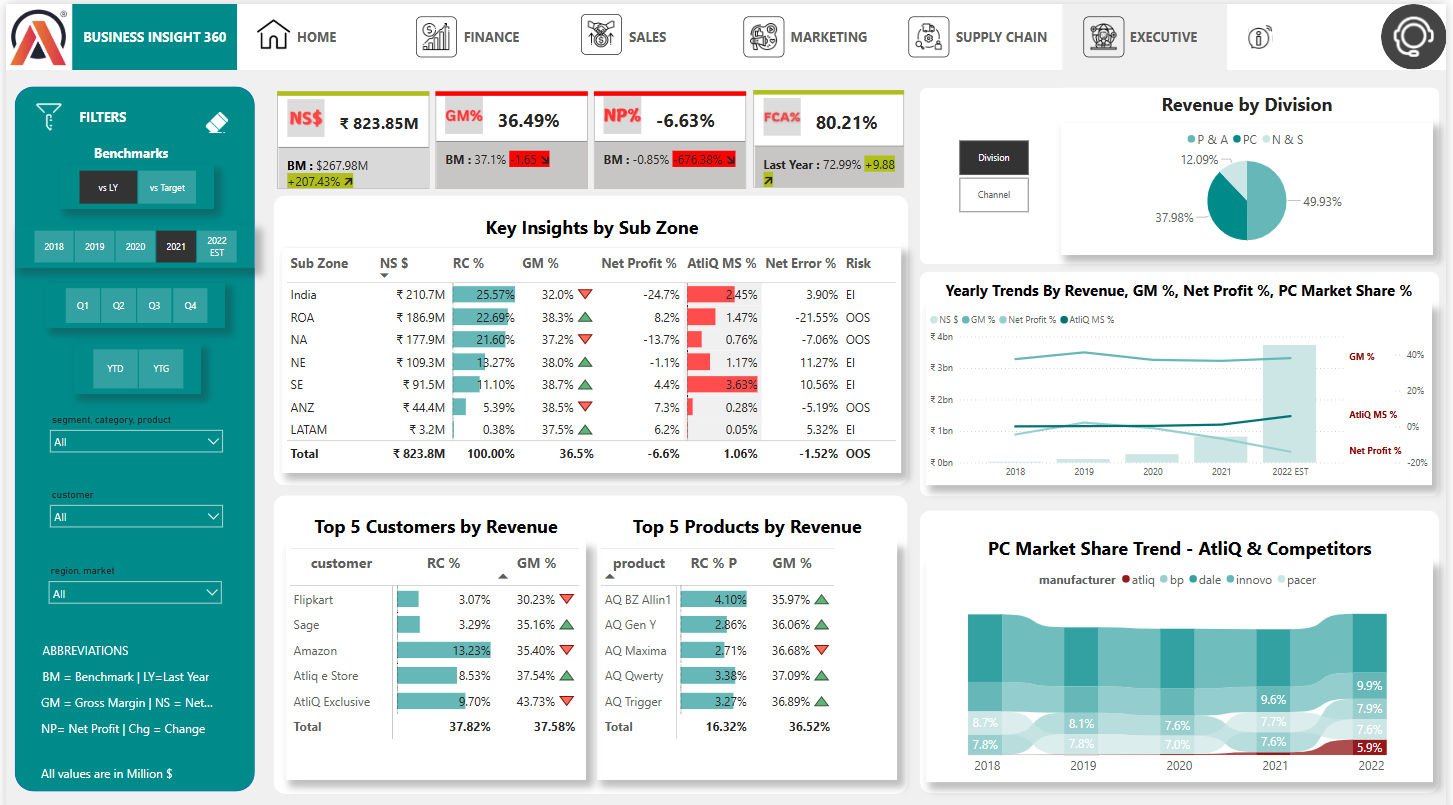 BUSINESS INSIGHT 360
HOME
FINANCE
SALES
MARKETING
SUPPLY CHAIN
EXECUTIVE
FILTERS
Benchmarks
vs LY vs Target
2018 2019 2020 2021 2022 EST
Q1 Q2 Q3 Q4
YTD YTG
segment, category, product
All
customer
All
region, market
All
ABBREVIATIONS
BM = Benchmark | LY=Last Year
GM = Gross Margin | NS = Net...
NP= Net Profit | Chg = Change
All values are in Million $
NS$ ₹ 823.85M
BM : $267.98M
+207.43%
GM% 36.49%
BM : 37.1% -1.65
NP% -6.63%
BM : -0.85% -676.38%
FCA% 80.21%
Last Year : 72.99% +9.88
Key Insights by Sub Zone
Sub Zone NS $ RC % GM % Net Profit % AtliQ MS % Net Error % Risk
India ₹ 210.7M 25.57% 32.0% -24.7% 2.45% 3.90% EI
ROA ₹ 186.9M 22.69% 38.3% 8.2% 1.47% -21.55% OOS
NA ₹ 177.9M 21.60% 37.2% -13.7% 0.76% -7.06% OOS
NE ₹ 109.3M 13.27% 38.0% -1.1% 1.17% 11.27% EI
SE ₹ 91.5M 11.10% 38.7% 4.4% 3.63% 10.56% EI
ANZ ₹ 44.4M 5.39% 38.5% 7.3% 0.28% -5.19% OOS
LATAM ₹ 3.2M 0.38% 37.5% 6.2% 0.05% 5.32% EI
Total ₹ 823.8M 100.00% 36.5% -6.6% 1.06% -1.52% OOS
Top 5 Customers by Revenue
customer RC % GM %
Flipkart 3.07% 30.23%
Sage 3.29% 35.16%
Amazon 13.23% 35.40%
Atliq e Store 8.53% 37.54%
AtliQ Exclusive 9.70% 43.73%
Total 37.82% 37.58%
Top 5 Products by Revenue
product RC % P GM %
AQ BZ Allin1 4.10% 35.97%
AQ Gen Y 2.86% 36.06%
AQ Maxima 2.71% 36.68%
AQ Qwerty 3.38% 37.09%
AQ Trigger 3.27% 36.89%
Total 16.32% 36.52%
Division
Channel
Revenue by Division
P & A PC N & S
12.09%
49.93%
37.98%
Yearly Trends By Revenue, GM %, Net Profit %, PC Market Share %
NS $ GM % Net Profit % AtliQ MS %
₹ 4bn
₹ 3bn
₹ 2bn
₹ 1bn
₹ 0bn
GM %
AtliQ MS %
Net Profit %
40%
20%
0%
-20%
2018 2019 2020 2021 2022 EST
PC Market Share Trend - AtliQ & Competitors
manufacturer atliq bp dale innovo pacer
8.7%
7.8%
8.1%
7.8%
7.6%
7.0%
9.6%
7.7%
7.6%
9.9%
7.9%
7.6%
5.9%
2018 2019 2020 2021 2022